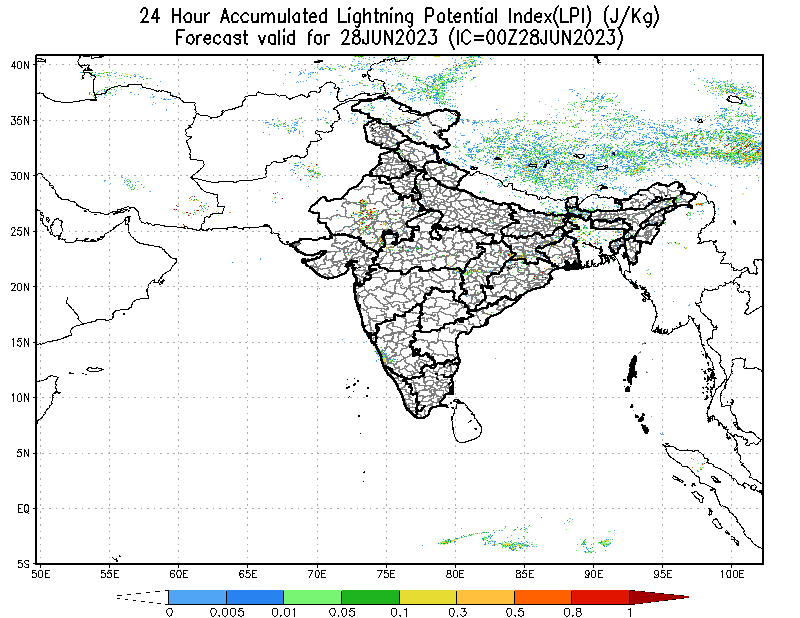 24 Hour Accumulated Lightning Potential Index(LPI) (J/Kg)
Forecast valid for 28JUN2023 (IC=00Z28JUN2023)
40N
35N
30N
25N
20N
15N
10N
5N
EQ
5S
50E 55E 60E 65E 70E 75E 80E 85E 90E 95E 100E
0 0.005 0.01 0.05 0.1 0.3 0.5 0.8 1